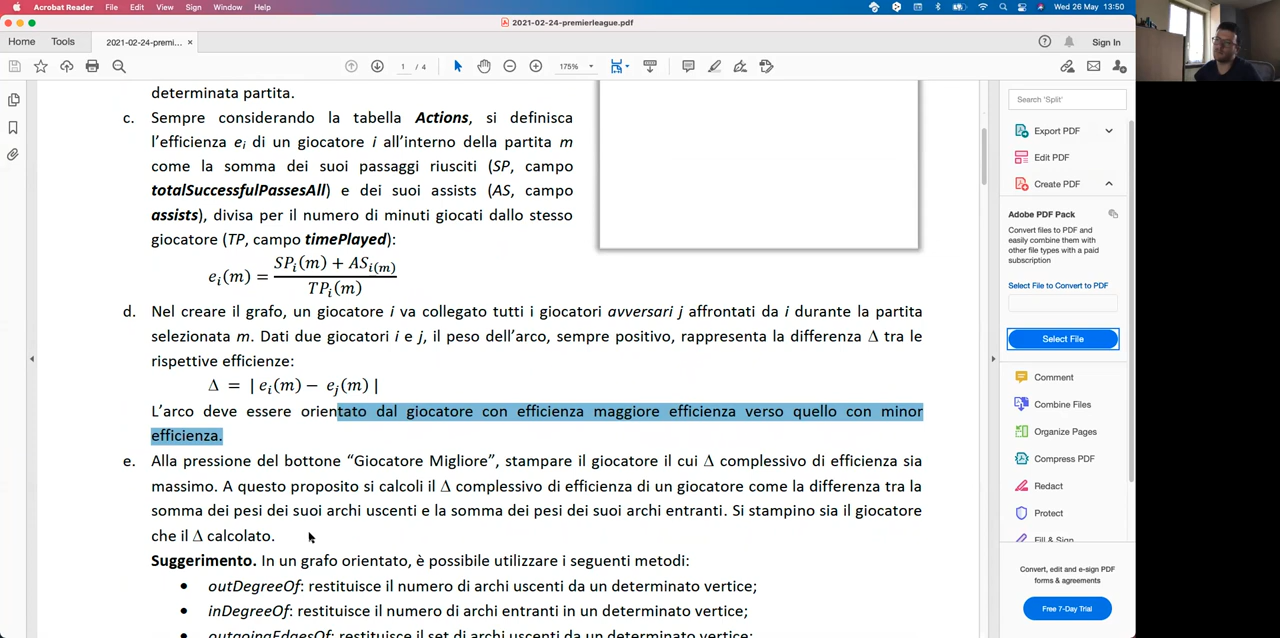 Acrobat Reader File Edit View Sign Window Help Wed 26 May 13:50
2021-02-24-premierleague.pdf
Home Tools 2021-02-24-premi... × Sign In
1 / 4 175%
determinata partita.
c. Sempre considerando la tabella Actions, si definisca
l’efficienza ei di un giocatore i all’interno della partita m
come la somma dei suoi passaggi riusciti (SP, campo
totalSuccessfulPassesAll) e dei suoi assists (AS, campo
assists), divisa per il numero di minuti giocati dallo stesso
giocatore (TP, campo timePlayed):
ei(m) = SPi(m) + ASi(m) / TPi(m)
d. Nel creare il grafo, un giocatore i va collegato tutti i giocatori avversari j affrontati da i durante la partita
selezionata m. Dati due giocatori i e j, il peso dell’arco, sempre positivo, rappresenta la differenza Δ tra le
rispettive efficienze:
Δ = | ei(m) − ej(m) |
L’arco deve essere orientato dal giocatore con efficienza maggiore efficienza verso quello con minor
efficienza.
e. Alla pressione del bottone “Giocatore Migliore”, stampare il giocatore il cui Δ complessivo di efficienza sia
massimo. A questo proposito si calcoli il Δ complessivo di efficienza di un giocatore come la differenza tra la
somma dei pesi dei suoi archi uscenti e la somma dei pesi dei suoi archi entranti. Si stampino sia il giocatore
che il Δ calcolato.
Suggerimento. In un grafo orientato, è possibile utilizzare i seguenti metodi:
• outDegreeOf: restituisce il numero di archi uscenti da un determinato vertice;
• inDegreeOf: restituisce il numero di archi entranti in un determinato vertice;
• outgoingEdgesOf: restituisce il set di archi uscenti da un determinato vertice;
Search 'Split'
Export PDF
Edit PDF
Create PDF
Adobe PDF Pack
Convert files to PDF and
easily combine them with
other file types with a paid
subscription
Select File to Convert to PDF
Select File
Comment
Combine Files
Organize Pages
Compress PDF
Redact
Protect
Fill & Sign
Convert, edit and e-sign PDF
forms & agreements
Free 7-Day Trial